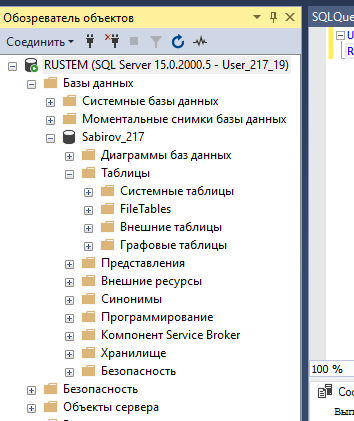 Обозреватель объектов
SQLQue
Соединить
U
R
RUSTEM (SQL Server 15.0.2000.5 - User_217_19)
Базы данных
Системные базы данных
Моментальные снимки базы данных
Sabirov_217
Диаграммы баз данных
Таблицы
Системные таблицы
FileTables
Внешние таблицы
Графовые таблицы
Представления
Внешние ресурсы
Синонимы
Программирование
Компонент Service Broker
Хранилище
Безопасность
100 %
Безопасность
Соо
Объекты сервера
Вып